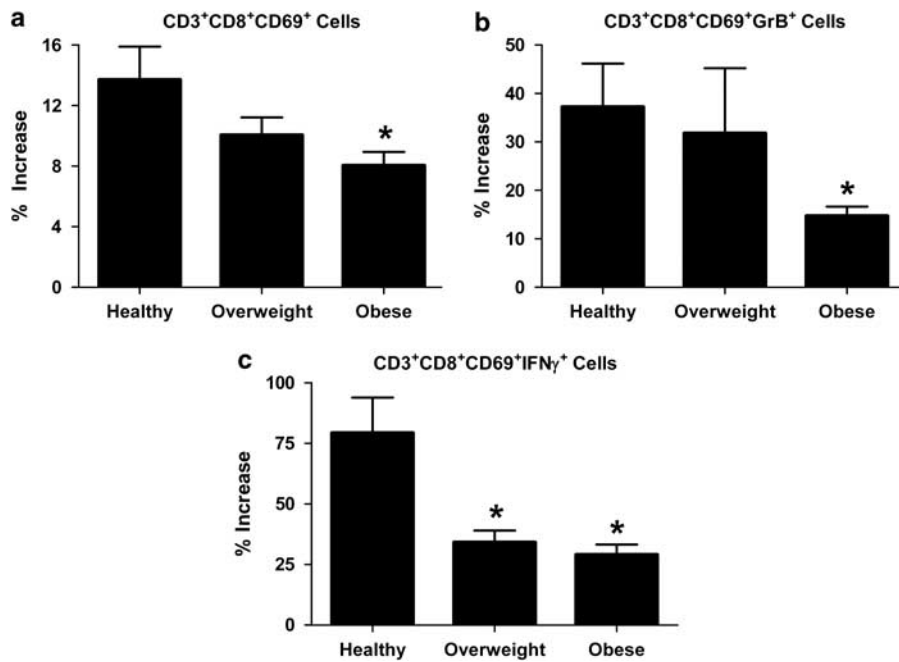 a
CD3⁺CD8⁺CD69⁺ Cells
% Increase
16
12
8
4
0
*
Healthy
Overweight
Obese
b
CD3⁺CD8⁺CD69⁺GrB⁺ Cells
% Increase
50
40
30
20
10
0
*
Healthy
Overweight
Obese
c
CD3⁺CD8⁺CD69⁺IFNγ⁺ Cells
% Increase
100
75
50
25
0
*
*
Healthy
Overweight
Obese